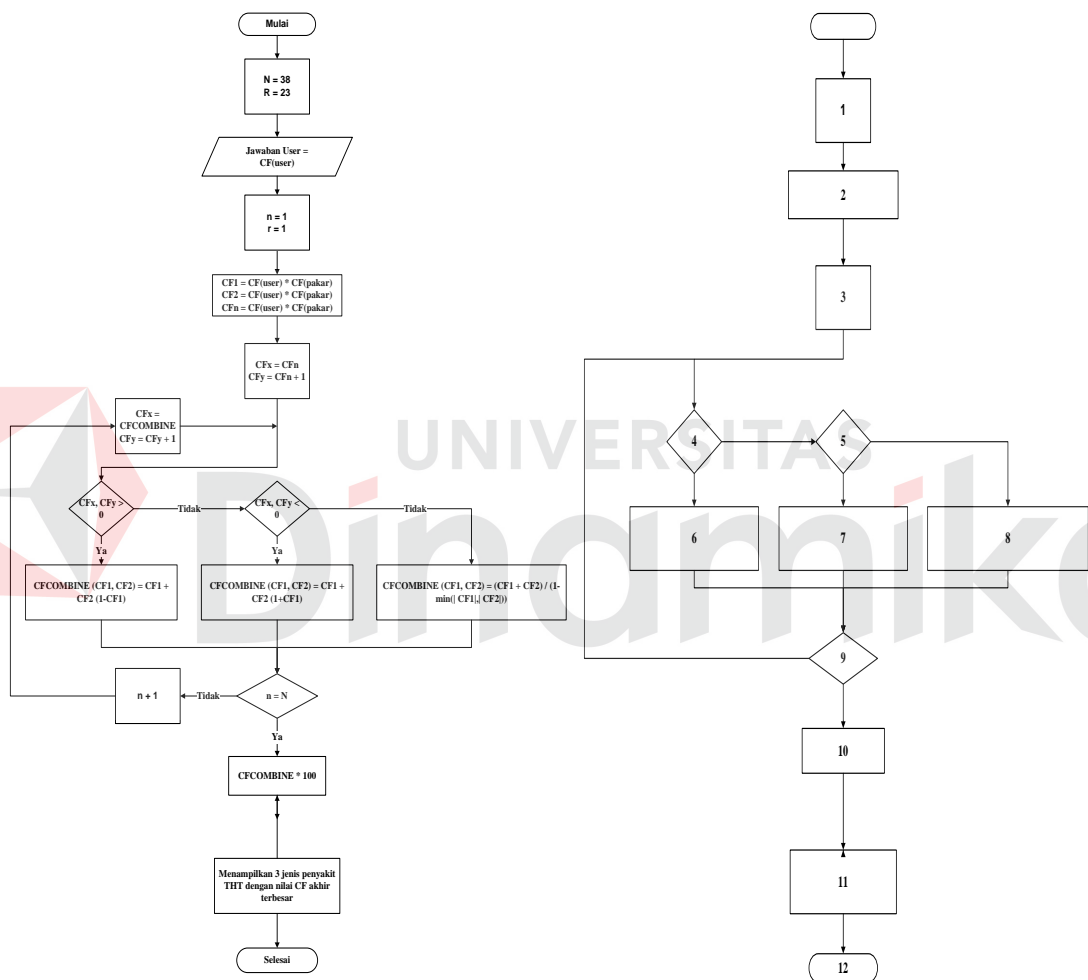 Mulai
N = 38
R = 23
Jawaban User =
CF(user)
n = 1
r = 1
CF1 = CF(user) * CF(pakar)
CF2 = CF(user) * CF(pakar)
CFn = CF(user) * CF(pakar)
CFx = CFn
CFy = CFn + 1
CFx =
CFCOMBINE
CFy = CFy + 1
CFx, CFy >
0
Tidak
CFx, CFy <
0
Tidak
Ya
Ya
CFCOMBINE (CF1, CF2) = CF1 +
CF2 (1-CF1)
CFCOMBINE (CF1, CF2) = CF1 +
CF2 (1+CF1)
CFCOMBINE (CF1, CF2) = (CF1 + CF2) / (1-
min(| CF1|,| CF2|))
n + 1
Tidak
n = N
Ya
CFCOMBINE * 100
Menampilkan 3 jenis penyakit
THT dengan nilai CF akhir
terbesar
Selesai
1
2
3
4
5
6
7
8
9
10
11
12
UNIVERSITAS
Dinamika